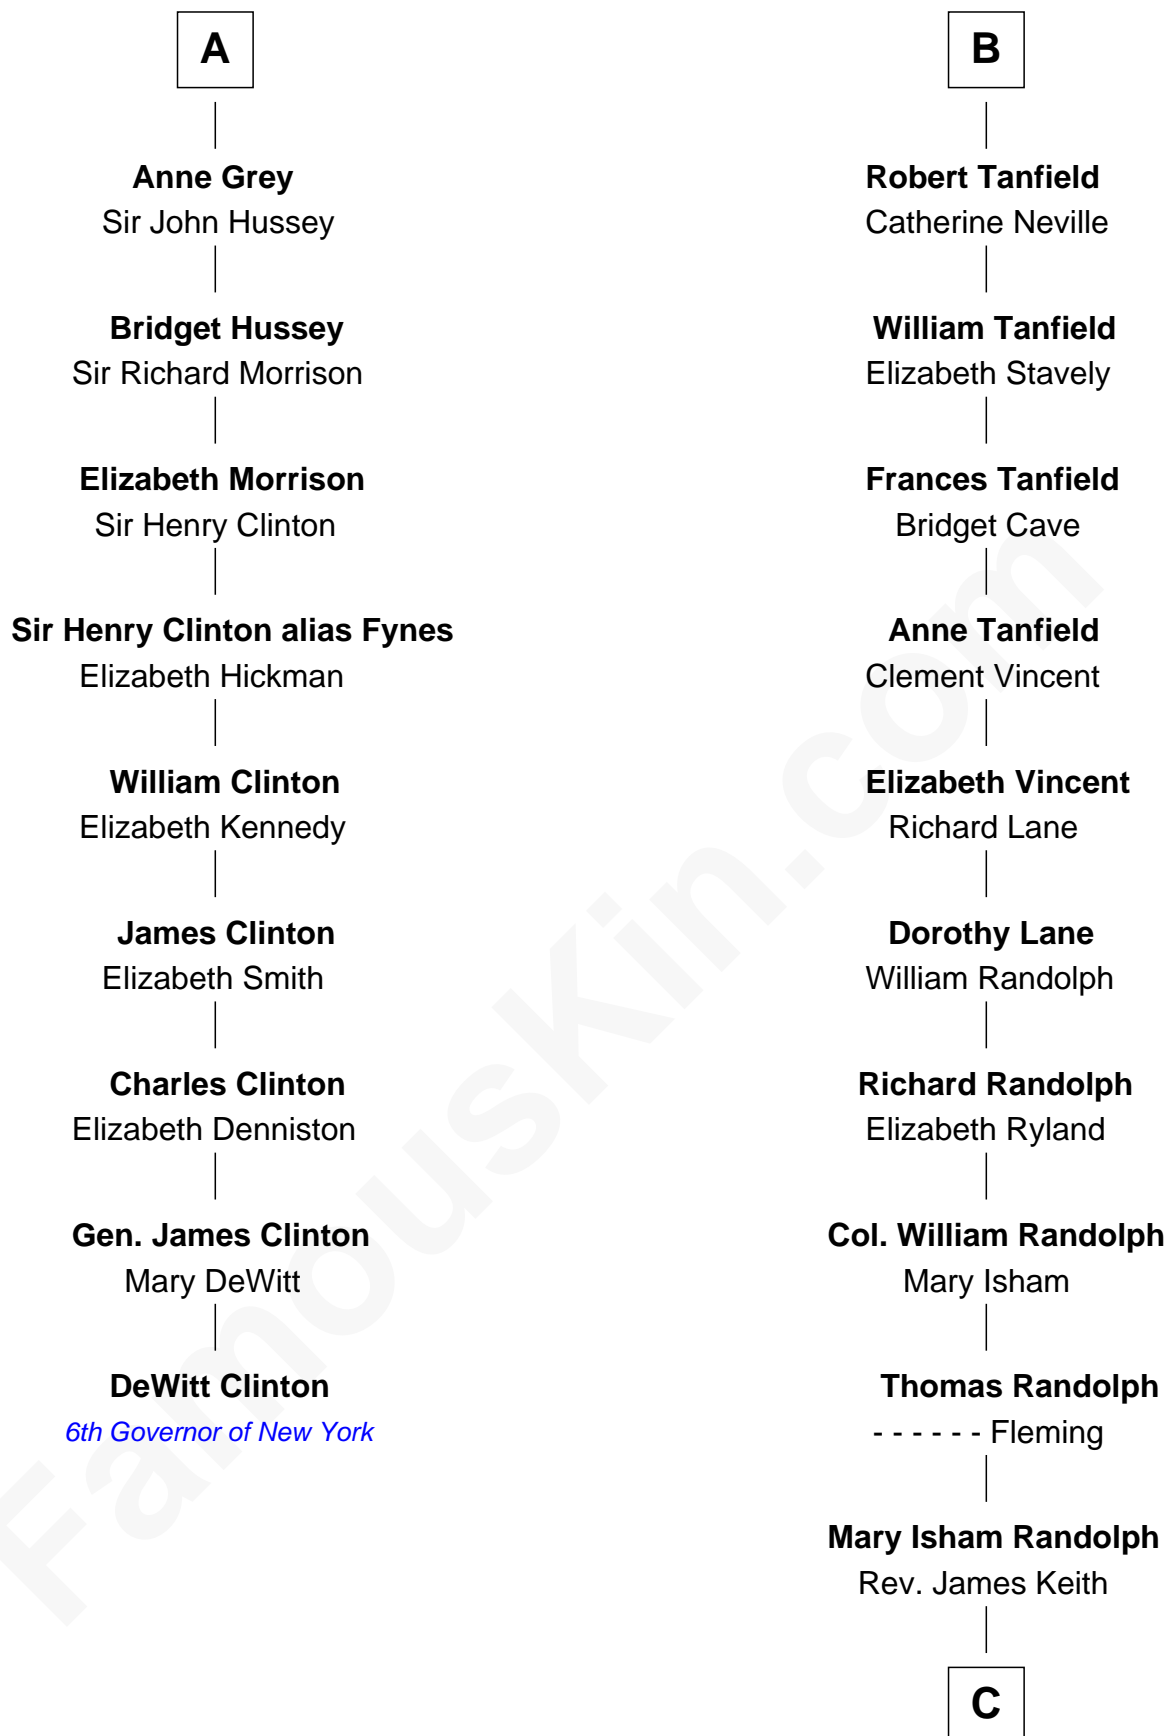 A
Anne Grey
Sir John Hussey
Bridget Hussey
Sir Richard Morrison
Elizabeth Morrison
Sir Henry Clinton
Sir Henry Clinton alias Fynes
Elizabeth Hickman
William Clinton
Elizabeth Kennedy
James Clinton
Elizabeth Smith
Charles Clinton
Elizabeth Denniston
Gen. James Clinton
Mary DeWitt
DeWitt Clinton
6th Governor of New York
B
Robert Tanfield
Catherine Neville
William Tanfield
Elizabeth Stavely
Frances Tanfield
Bridget Cave
Anne Tanfield
Clement Vincent
Elizabeth Vincent
Richard Lane
Dorothy Lane
William Randolph
Richard Randolph
Elizabeth Ryland
Col. William Randolph
Mary Isham
Thomas Randolph
- - - - - - Fleming
Mary Isham Randolph
Rev. James Keith
C
FamousKin.com